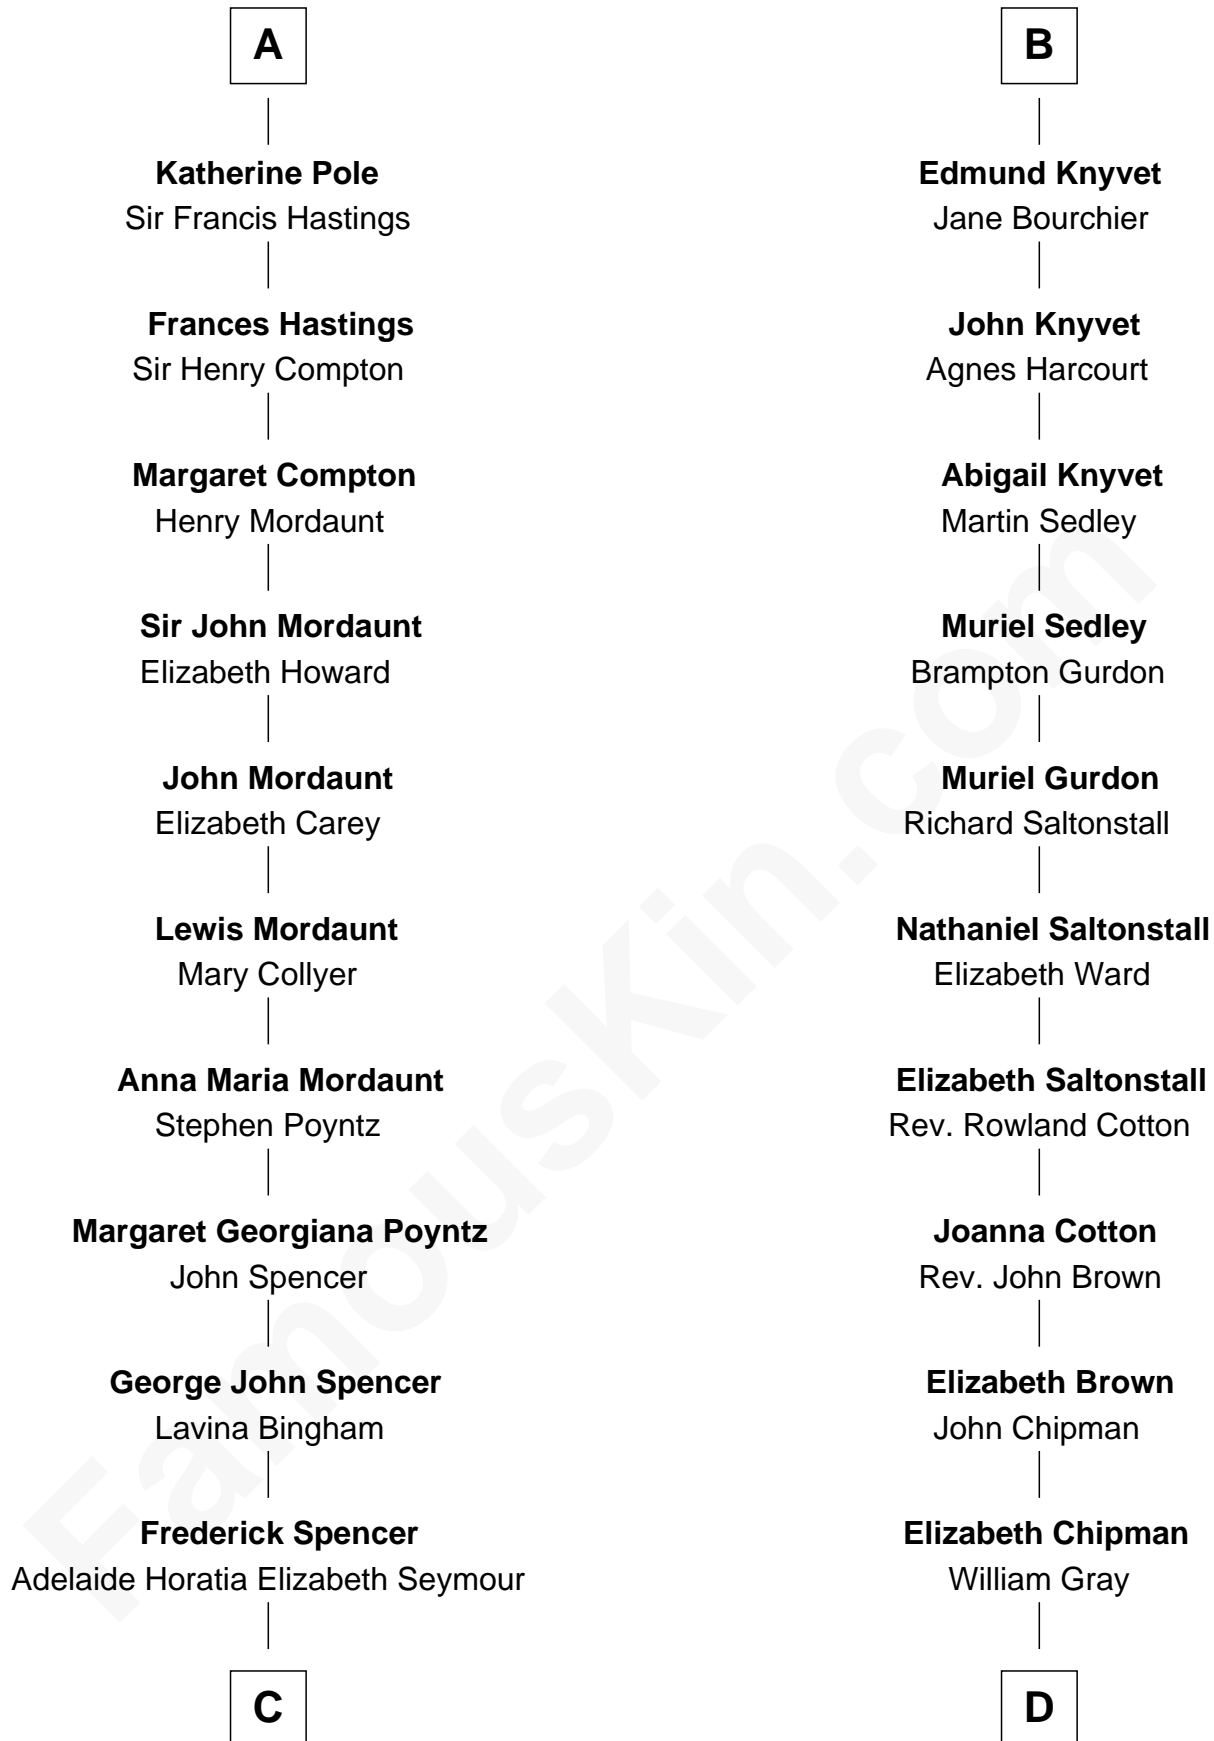 A
Katherine Pole
Sir Francis Hastings
Frances Hastings
Sir Henry Compton
Margaret Compton
Henry Mordaunt
Sir John Mordaunt
Elizabeth Howard
John Mordaunt
Elizabeth Carey
Lewis Mordaunt
Mary Collyer
Anna Maria Mordaunt
Stephen Poyntz
Margaret Georgiana Poyntz
John Spencer
George John Spencer
Lavina Bingham
Frederick Spencer
Adelaide Horatia Elizabeth Seymour
C
B
Edmund Knyvet
Jane Bourchier
John Knyvet
Agnes Harcourt
Abigail Knyvet
Martin Sedley
Muriel Sedley
Brampton Gurdon
Muriel Gurdon
Richard Saltonstall
Nathaniel Saltonstall
Elizabeth Ward
Elizabeth Saltonstall
Rev. Rowland Cotton
Joanna Cotton
Rev. John Brown
Elizabeth Brown
John Chipman
Elizabeth Chipman
William Gray
D
FamousKin.com